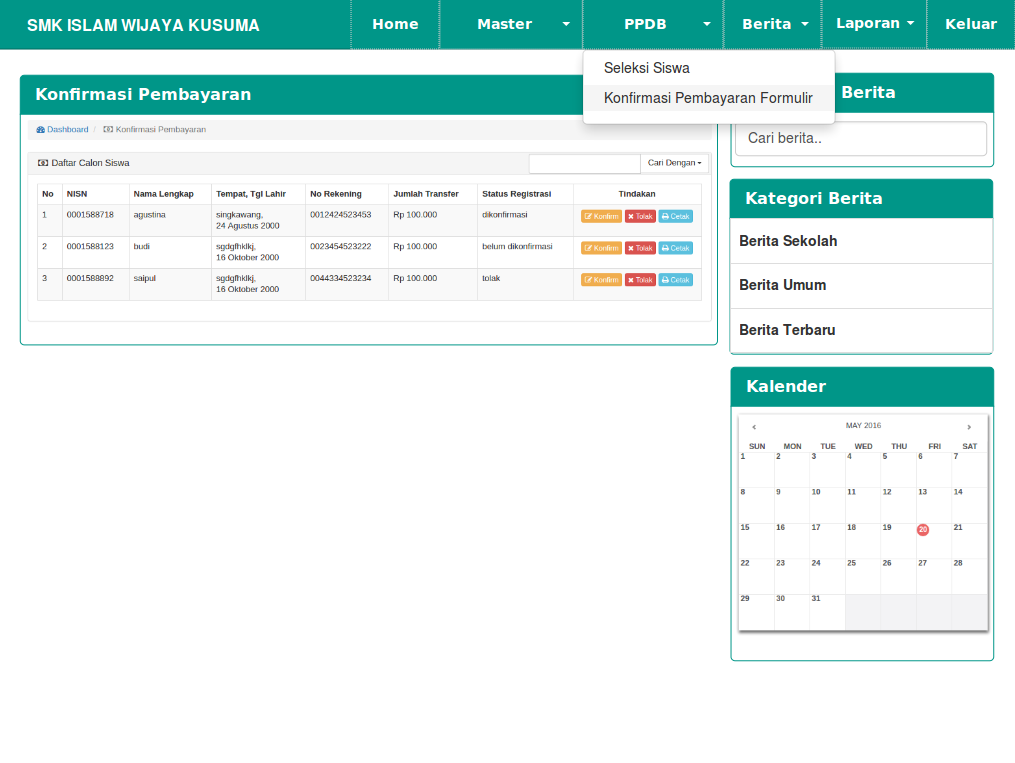 SMK ISLAM WIJAYA KUSUMA Home Master PPDB Berita Laporan Keluar
Seleksi Siswa
Konfirmasi Pembayaran Formulir
Konfirmasi Pembayaran
Dashboard / Konfirmasi Pembayaran
Daftar Calon Siswa Cari Dengan
No NISN Nama Lengkap Tempat, Tgl Lahir No Rekening Jumlah Transfer Status Registrasi Tindakan
1 0001588718 agustina singkawang, 0012424523453 Rp 100.000 dikonfirmasi Konfirm Tolak Cetak
24 Agustus 2000
2 0001588123 budi sgdgfhklkj, 0023454523222 Rp 100.000 belum dikonfirmasi Konfirm Tolak Cetak
16 Oktober 2000
3 0001588892 saipul sgdgfhklkj, 0044334523234 Rp 100.000 tolak Konfirm Tolak Cetak
16 Oktober 2000
Berita
Cari berita..
Kategori Berita
Berita Sekolah
Berita Umum
Berita Terbaru
Kalender
‹ MAY 2016 ›
SUN MON TUE WED THU FRI SAT
1 2 3 4 5 6 7
8 9 10 11 12 13 14
15 16 17 18 19 20 21
22 23 24 25 26 27 28
29 30 31